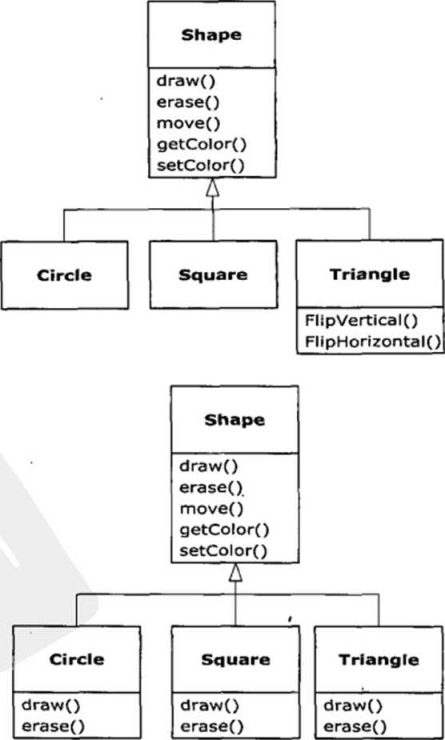 Shape
draw()
erase()
move()
getColor()
setColor()
Circle
Square
Triangle
FlipVertical()
FlipHorizontal()
Shape
draw()
erase()
move()
getColor()
setColor()
Circle
Square
Triangle
draw()
erase()
draw()
erase()
draw()
erase()